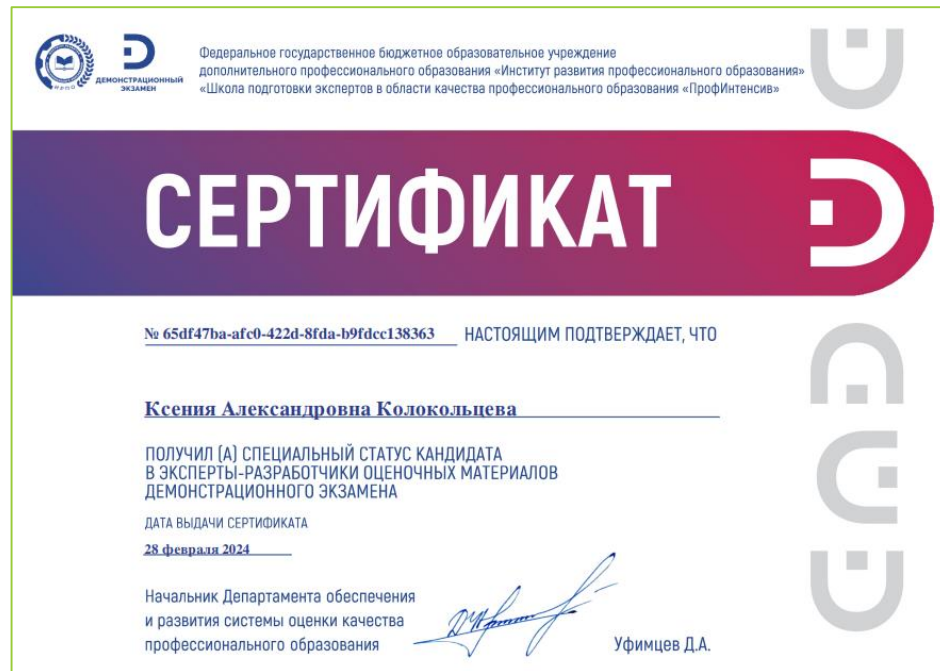 ДЕМОНСТРАЦИОННЫЙ
ЭКЗАМЕН
Федеральное государственное бюджетное образовательное учреждение
дополнительного профессионального образования «Институт развития профессионального образования»
«Школа подготовки экспертов в области качества профессионального образования «ПрофИнтенсив»
СЕРТИФИКАТ
№ 65df47ba-afc0-422d-8fda-b9fdcc138363 НАСТОЯЩИМ ПОДТВЕРЖДАЕТ, ЧТО
Ксения Александровна Колокольцева
ПОЛУЧИЛ (А) СПЕЦИАЛЬНЫЙ СТАТУС КАНДИДАТА
В ЭКСПЕРТЫ-РАЗРАБОТЧИКИ ОЦЕНОЧНЫХ МАТЕРИАЛОВ
ДЕМОНСТРАЦИОННОГО ЭКЗАМЕНА
ДАТА ВЫДАЧИ СЕРТИФИКАТА
28 февраля 2024
Начальник Департамента обеспечения
и развития системы оценки качества
профессионального образования Уфимцев Д.А.